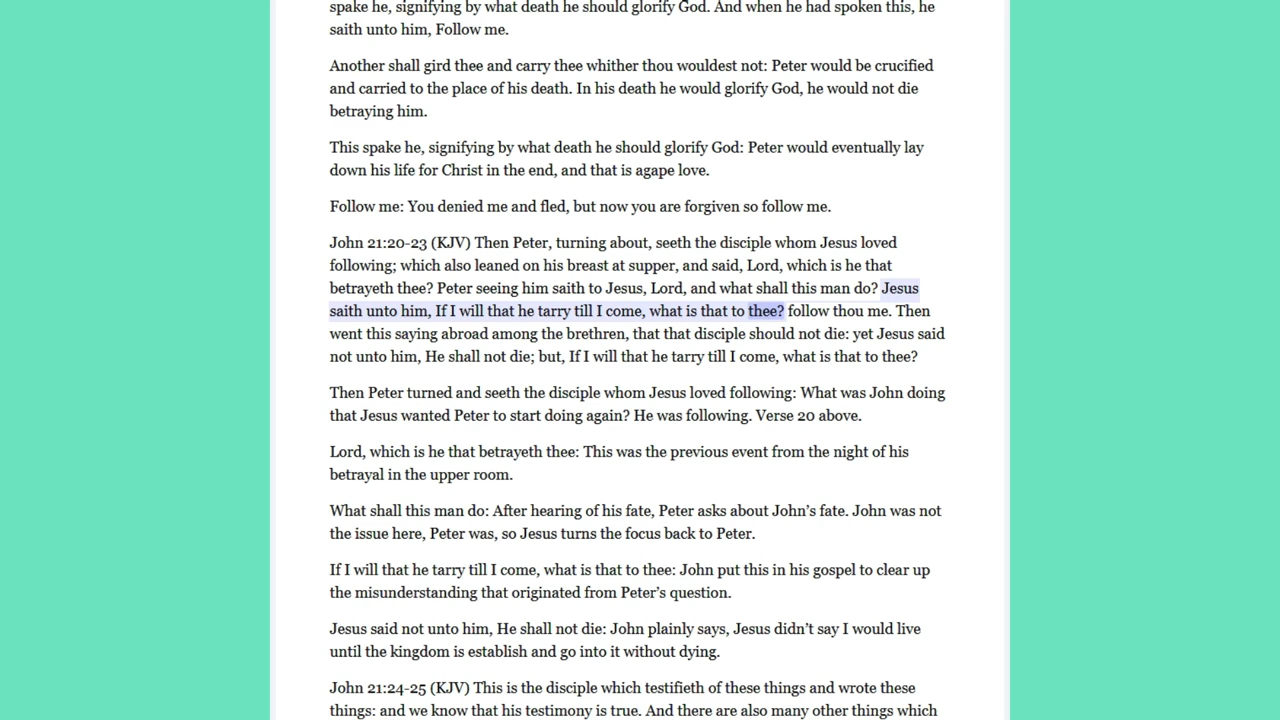 spake he, signifying by what death he should glorify God. And when he had spoken this, he
saith unto him, Follow me.
Another shall gird thee and carry thee whither thou wouldest not: Peter would be crucified
and carried to the place of his death. In his death he would glorify God, he would not die
betraying him.
This spake he, signifying by what death he should glorify God: Peter would eventually lay
down his life for Christ in the end, and that is agape love.
Follow me: You denied me and fled, but now you are forgiven so follow me.
John 21:20-23 (KJV) Then Peter, turning about, seeth the disciple whom Jesus loved
following; which also leaned on his breast at supper, and said, Lord, which is he that
betrayeth thee? Peter seeing him saith to Jesus, Lord, and what shall this man do? Jesus
saith unto him, If I will that he tarry till I come, what is that to thee? follow thou me. Then
went this saying abroad among the brethren, that that disciple should not die: yet Jesus said
not unto him, He shall not die; but, If I will that he tarry till I come, what is that to thee?
Then Peter turned and seeth the disciple whom Jesus loved following: What was John doing
that Jesus wanted Peter to start doing again? He was following. Verse 20 above.
Lord, which is he that betrayeth thee: This was the previous event from the night of his
betrayal in the upper room.
What shall this man do: After hearing of his fate, Peter asks about John’s fate. John was not
the issue here, Peter was, so Jesus turns the focus back to Peter.
If I will that he tarry till I come, what is that to thee: John put this in his gospel to clear up
the misunderstanding that originated from Peter’s question.
Jesus said not unto him, He shall not die: John plainly says, Jesus didn’t say I would live
until the kingdom is establish and go into it without dying.
John 21:24-25 (KJV) This is the disciple which testifieth of these things and wrote these
things: and we know that his testimony is true. And there are also many other things which